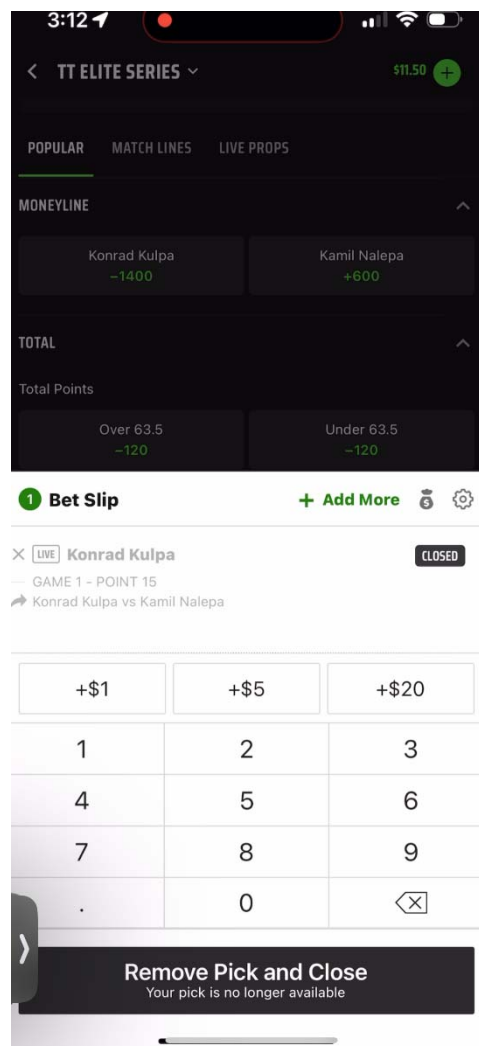 3:12
TT ELITE SERIES
$11.50 +
POPULAR MATCH LINES LIVE PROPS
MONEYLINE
Konrad Kulpa Kamil Nalepa
−1400 +600
TOTAL
Total Points
Over 63.5 Under 63.5
−120 −120
1 Bet Slip + Add More $
LIVE Konrad Kulpa CLOSED
GAME 1 - POINT 15
Konrad Kulpa vs Kamil Nalepa
+$1 +$5 +$20
1 2 3
4 5 6
7 8 9
. 0
Remove Pick and Close
Your pick is no longer available